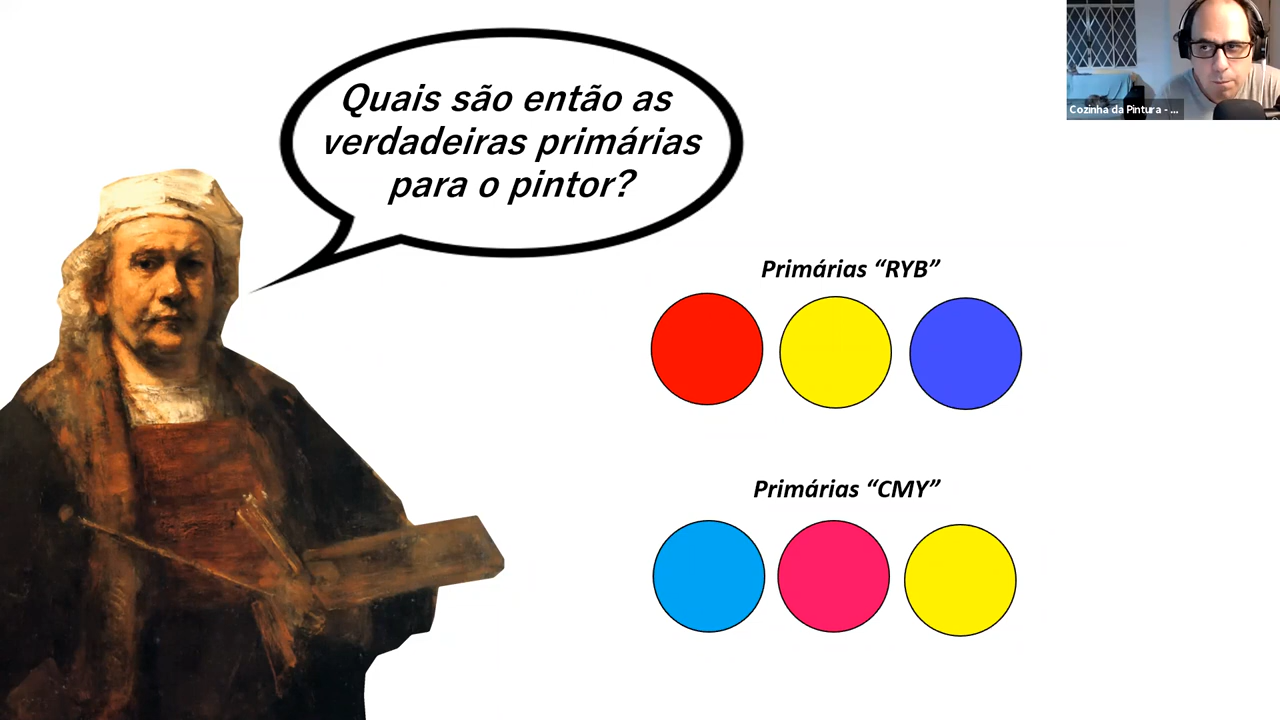 Quais são então as
verdadeiras primárias
para o pintor?
Cozinha da Pintura - ...
Primárias “RYB”
Primárias “CMY”